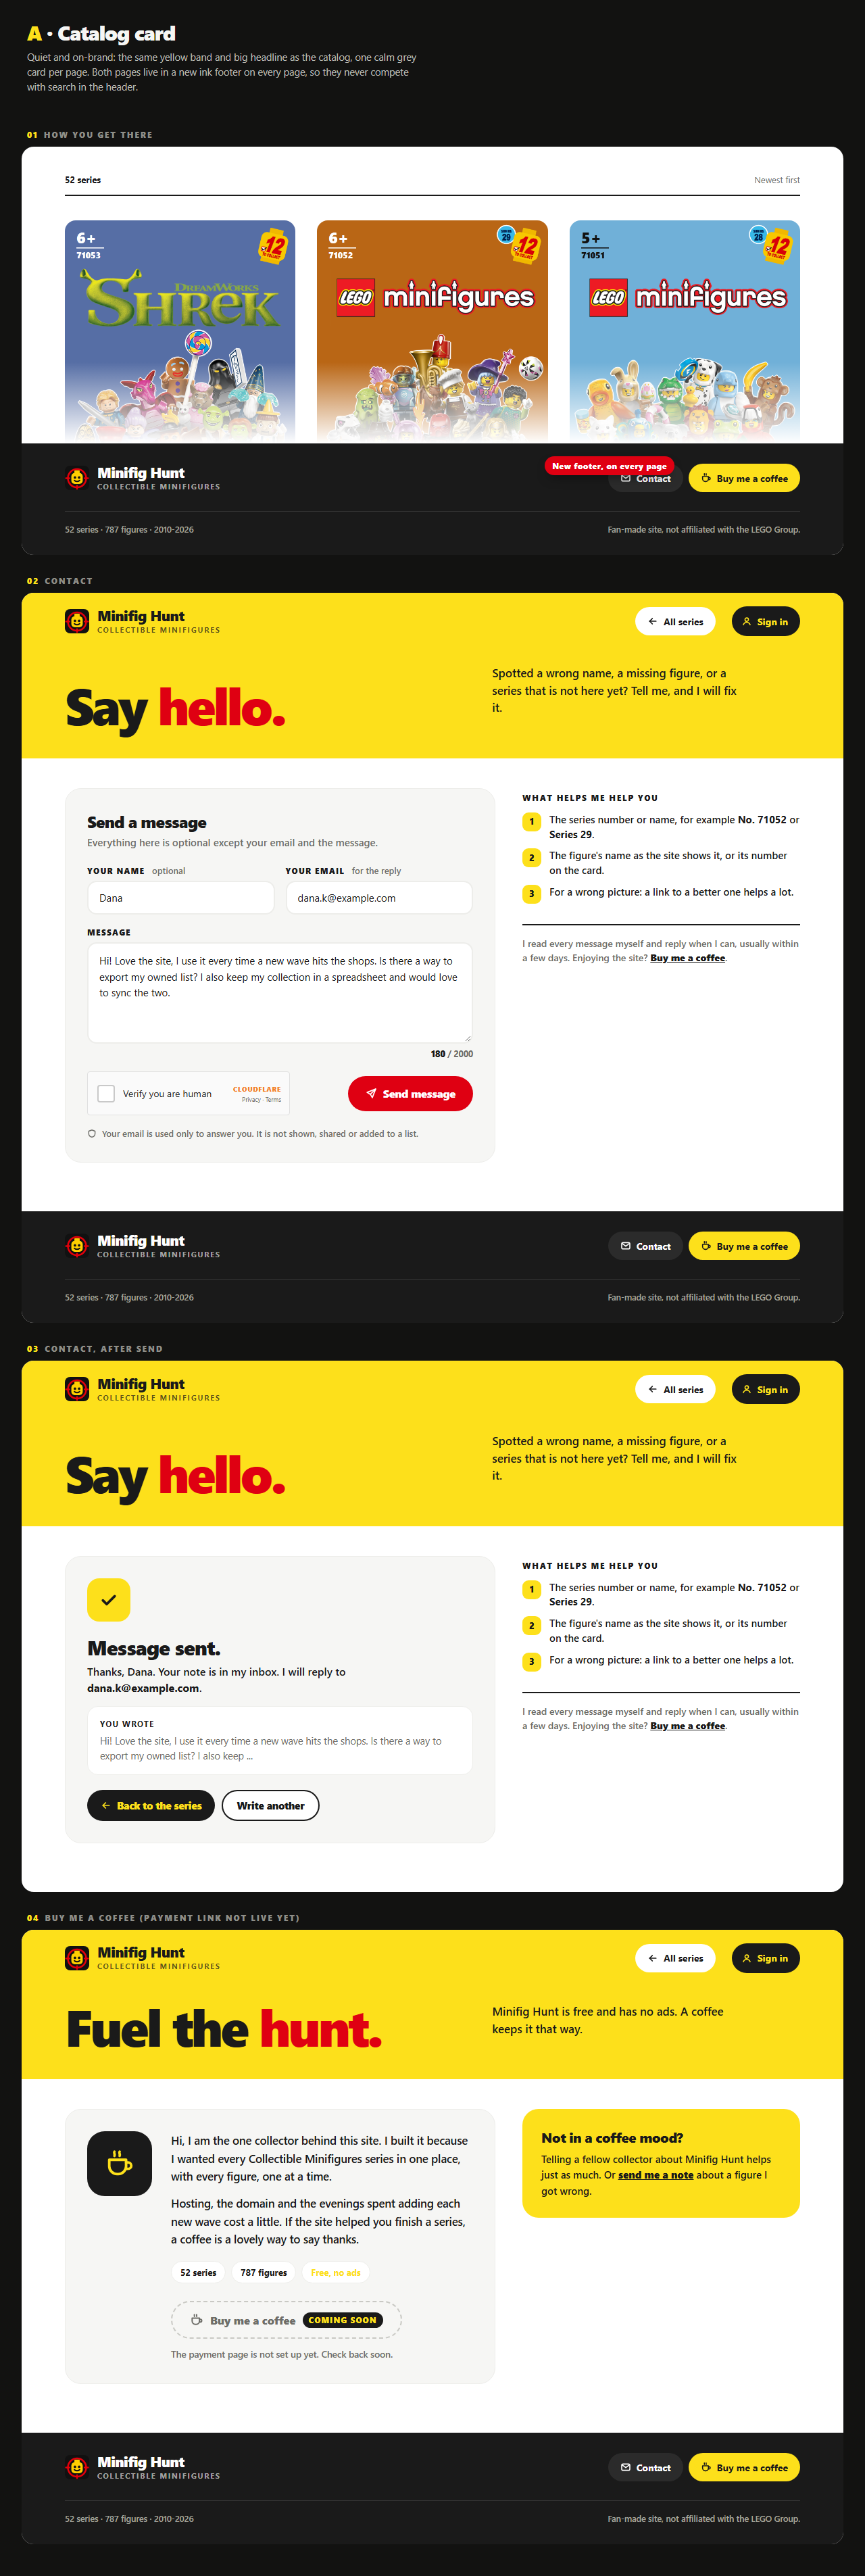 A · Catalog card
Quiet and on-brand: the same yellow band and big headline as the catalog, one calm grey
card per page. Both pages live in a new ink footer on every page, so they never compete
with search in the header.
01 HOW YOU GET THERE
52 series
Newest first
6+
71053
12
DREAMWORKS
SHREK
6+
71052
29
12
LEGO minifigures
5+
71051
28
12
LEGO minifigures
Minifig Hunt
COLLECTIBLE MINIFIGURES
New footer, on every page
Contact
Buy me a coffee
52 series · 787 figures · 2010-2026
Fan-made site, not affiliated with the LEGO Group.
02 CONTACT
Minifig Hunt
COLLECTIBLE MINIFIGURES
All series
Sign in
Say hello.
Spotted a wrong name, a missing figure, or a
series that is not here yet? Tell me, and I will fix
it.
Send a message
Everything here is optional except your email and the message.
YOUR NAME optional
YOUR EMAIL for the reply
Dana
dana.k@example.com
MESSAGE
Hi! Love the site, I use it every time a new wave hits the shops. Is there a way to
export my owned list? I also keep my collection in a spreadsheet and would love
to sync the two.
180 / 2000
Verify you are human
CLOUDFLARE
Privacy · Terms
Send message
Your email is used only to answer you. It is not shown, shared or added to a list.
WHAT HELPS ME HELP YOU
1 The series number or name, for example No. 71052 or
Series 29.
2 The figure's name as the site shows it, or its number
on the card.
3 For a wrong picture: a link to a better one helps a lot.
I read every message myself and reply when I can, usually within
a few days. Enjoying the site? Buy me a coffee.
Minifig Hunt
COLLECTIBLE MINIFIGURES
Contact
Buy me a coffee
52 series · 787 figures · 2010-2026
Fan-made site, not affiliated with the LEGO Group.
03 CONTACT, AFTER SEND
Minifig Hunt
COLLECTIBLE MINIFIGURES
All series
Sign in
Say hello.
Spotted a wrong name, a missing figure, or a
series that is not here yet? Tell me, and I will fix
it.
Message sent.
Thanks, Dana. Your note is in my inbox. I will reply to
dana.k@example.com.
YOU WROTE
Hi! Love the site, I use it every time a new wave hits the shops. Is there a way to
export my owned list? I also keep ...
Back to the series
Write another
WHAT HELPS ME HELP YOU
1 The series number or name, for example No. 71052 or
Series 29.
2 The figure's name as the site shows it, or its number
on the card.
3 For a wrong picture: a link to a better one helps a lot.
I read every message myself and reply when I can, usually within
a few days. Enjoying the site? Buy me a coffee.
04 BUY ME A COFFEE (PAYMENT LINK NOT LIVE YET)
Minifig Hunt
COLLECTIBLE MINIFIGURES
All series
Sign in
Fuel the hunt.
Minifig Hunt is free and has no ads. A coffee
keeps it that way.
Hi, I am the one collector behind this site. I built it because
I wanted every Collectible Minifigures series in one place,
with every figure, one at a time.
Hosting, the domain and the evenings spent adding each
new wave cost a little. If the site helped you finish a series,
a coffee is a lovely way to say thanks.
52 series
787 figures
Free, no ads
Buy me a coffee COMING SOON
The payment page is not set up yet. Check back soon.
Not in a coffee mood?
Telling a fellow collector about Minifig Hunt helps
just as much. Or send me a note about a figure I
got wrong.
Minifig Hunt
COLLECTIBLE MINIFIGURES
Contact
Buy me a coffee
52 series · 787 figures · 2010-2026
Fan-made site, not affiliated with the LEGO Group.